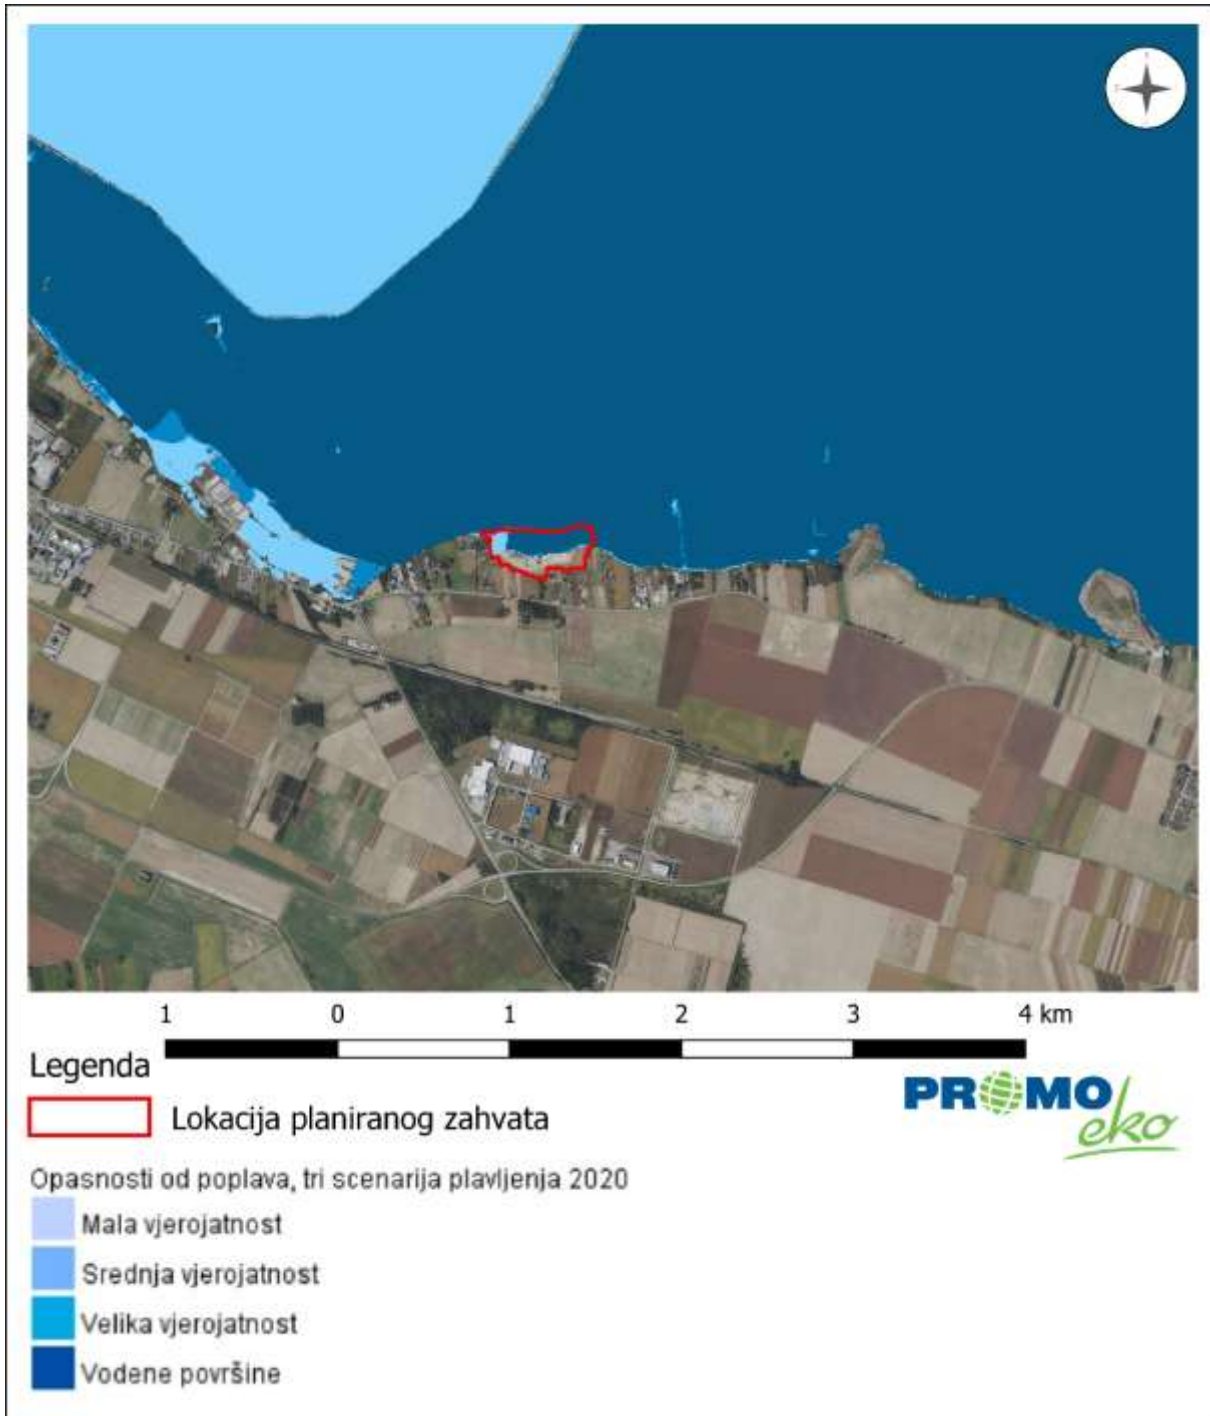 1 0 1 2 3 4 km
Legenda
PROMO
eko
Lokacija planiranog zahvata
Opasnosti od poplava, tri scenarija plavljenja 2020
Mala vjerojatnost
Srednja vjerojatnost
Velika vjerojatnost
Vodene površine